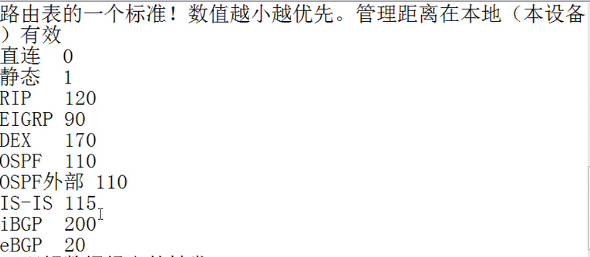 路由表的一个标准！数值越小越优先。管理距离在本地（本设备
）有效
直连 0
静态 1
RIP 120
EIGRP 90
DEX 170
OSPF 110
OSPF外部 110
IS-IS 115
iBGP 200
eBGP 20